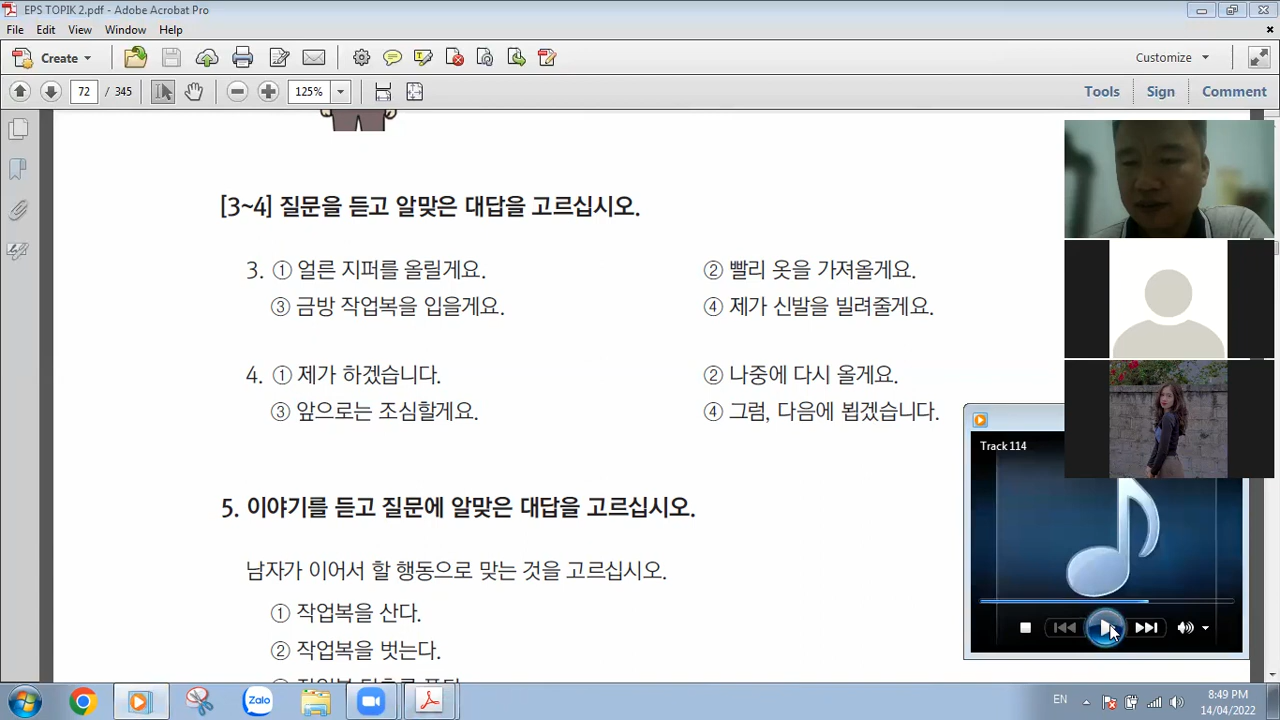 EPS TOPIK 2.pdf - Adobe Acrobat Pro
File Edit View Window Help
Create
Customize
72 / 345
125%
Tools Sign Comment
[3~4] 질문을 듣고 알맞은 대답을 고르십시오.
3. ① 얼른 지퍼를 올릴게요. ② 빨리 옷을 가져올게요.
③ 금방 작업복을 입을게요. ④ 제가 신발을 빌려줄게요.
4. ① 제가 하겠습니다. ② 나중에 다시 올게요.
③ 앞으로는 조심할게요. ④ 그럼, 다음에 뵙겠습니다.
Track 114
5. 이야기를 듣고 질문에 알맞은 대답을 고르십시오.
남자가 이어서 할 행동으로 맞는 것을 고르십시오.
① 작업복을 산다.
② 작업복을 벗는다.
Zalo
EN
8:49 PM
14/04/2022